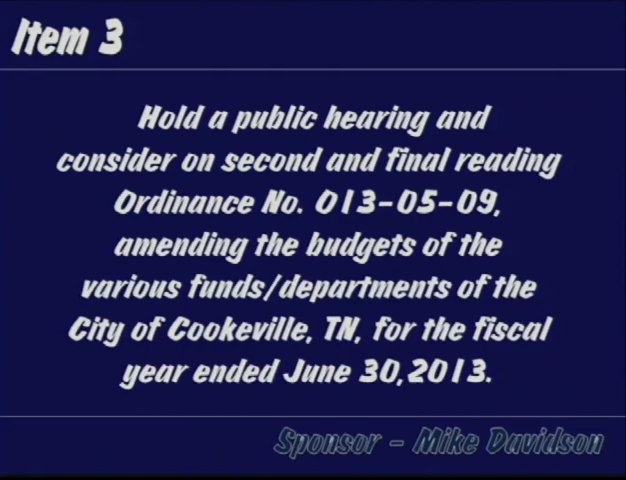 Item 3
Hold a public hearing and
consider on second and final reading
Ordinance No. O13-05-09,
amending the budgets of the
various funds/departments of the
City of Cookeville, TN, for the fiscal
year ended June 30,2013.
Sponsor - Mike Davidson